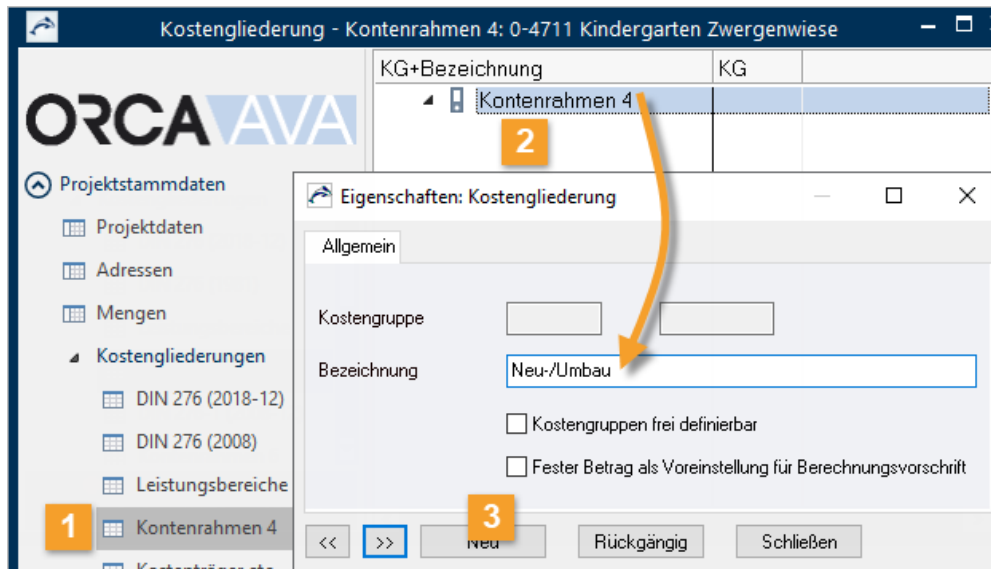 Kostengliederung - Kontenrahmen 4: 0-4711 Kindergarten Zwergenwiese
KG+Bezeichnung KG
Kontenrahmen 4
2
ORCA AVA
Projektstammdaten
Projektdaten
Adressen
Mengen
Kostengliederungen
DIN 276 (2018-12)
DIN 276 (2008)
Leistungsbereiche
1
Kontenrahmen 4
Eigenschaften: Kostengliederung
Allgemein
Kostengruppe
Bezeichnung Neu-/Umbau
Kostengruppen frei definierbar
Fester Betrag als Voreinstellung für Berechnungsvorschrift
3
<< >> Neu Rückgängig Schließen